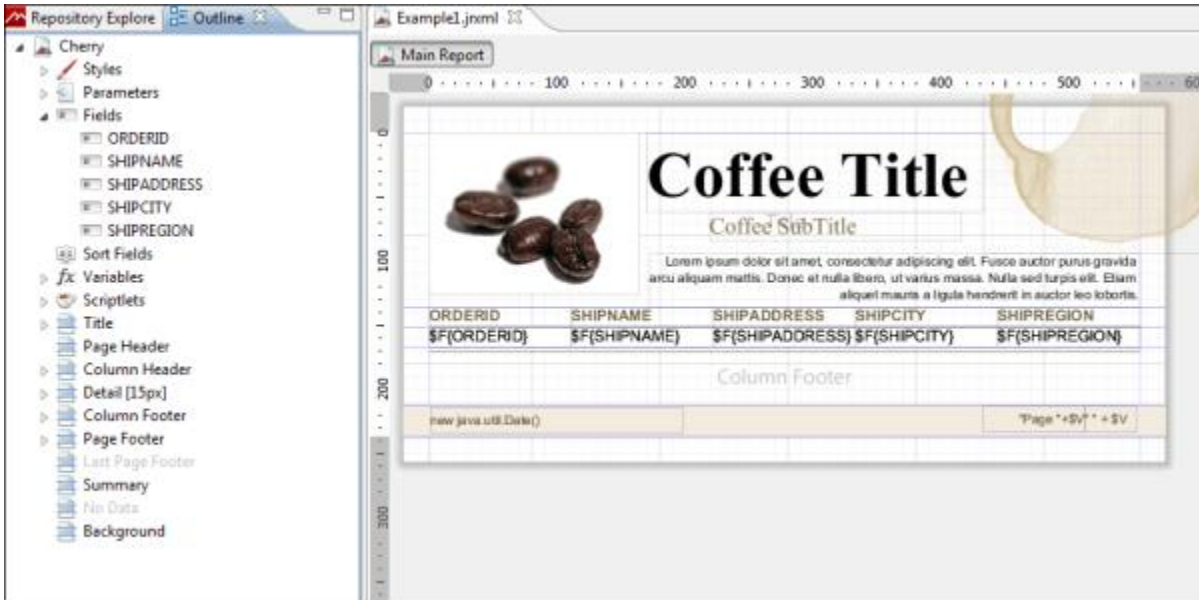 Repository Explore Outline
Cherry
Styles
Parameters
Fields
ORDERID
SHIPNAME
SHIPADDRESS
SHIPCITY
SHIPREGION
Sort Fields
fx Variables
Scriptlets
Title
Page Header
Column Header
Detail [15px]
Column Footer
Page Footer
Last Page Footer
Summary
No Data
Background
Example1.jrxml
Main Report
0 100 200 300 400 500 60
0
100
200
300
Coffee Title
Coffee SubTitle
Lorem ipsum dolor sit amet, consectetur adipiscing elit. Fusce auctor purus gravida
arcu aliquam mattis. Donec et nulla libero, ut varius massa. Nulla sed turpis elit. Etiam
aliquet mauris a ligula hendrerit in auctor leo lobortis.
ORDERID SHIPNAME SHIPADDRESS SHIPCITY SHIPREGION
$F{ORDERID} $F{SHIPNAME} $F{SHIPADDRESS} $F{SHIPCITY} $F{SHIPREGION}
Column Footer
new java.util.Date() "Page "+$V " " + $V